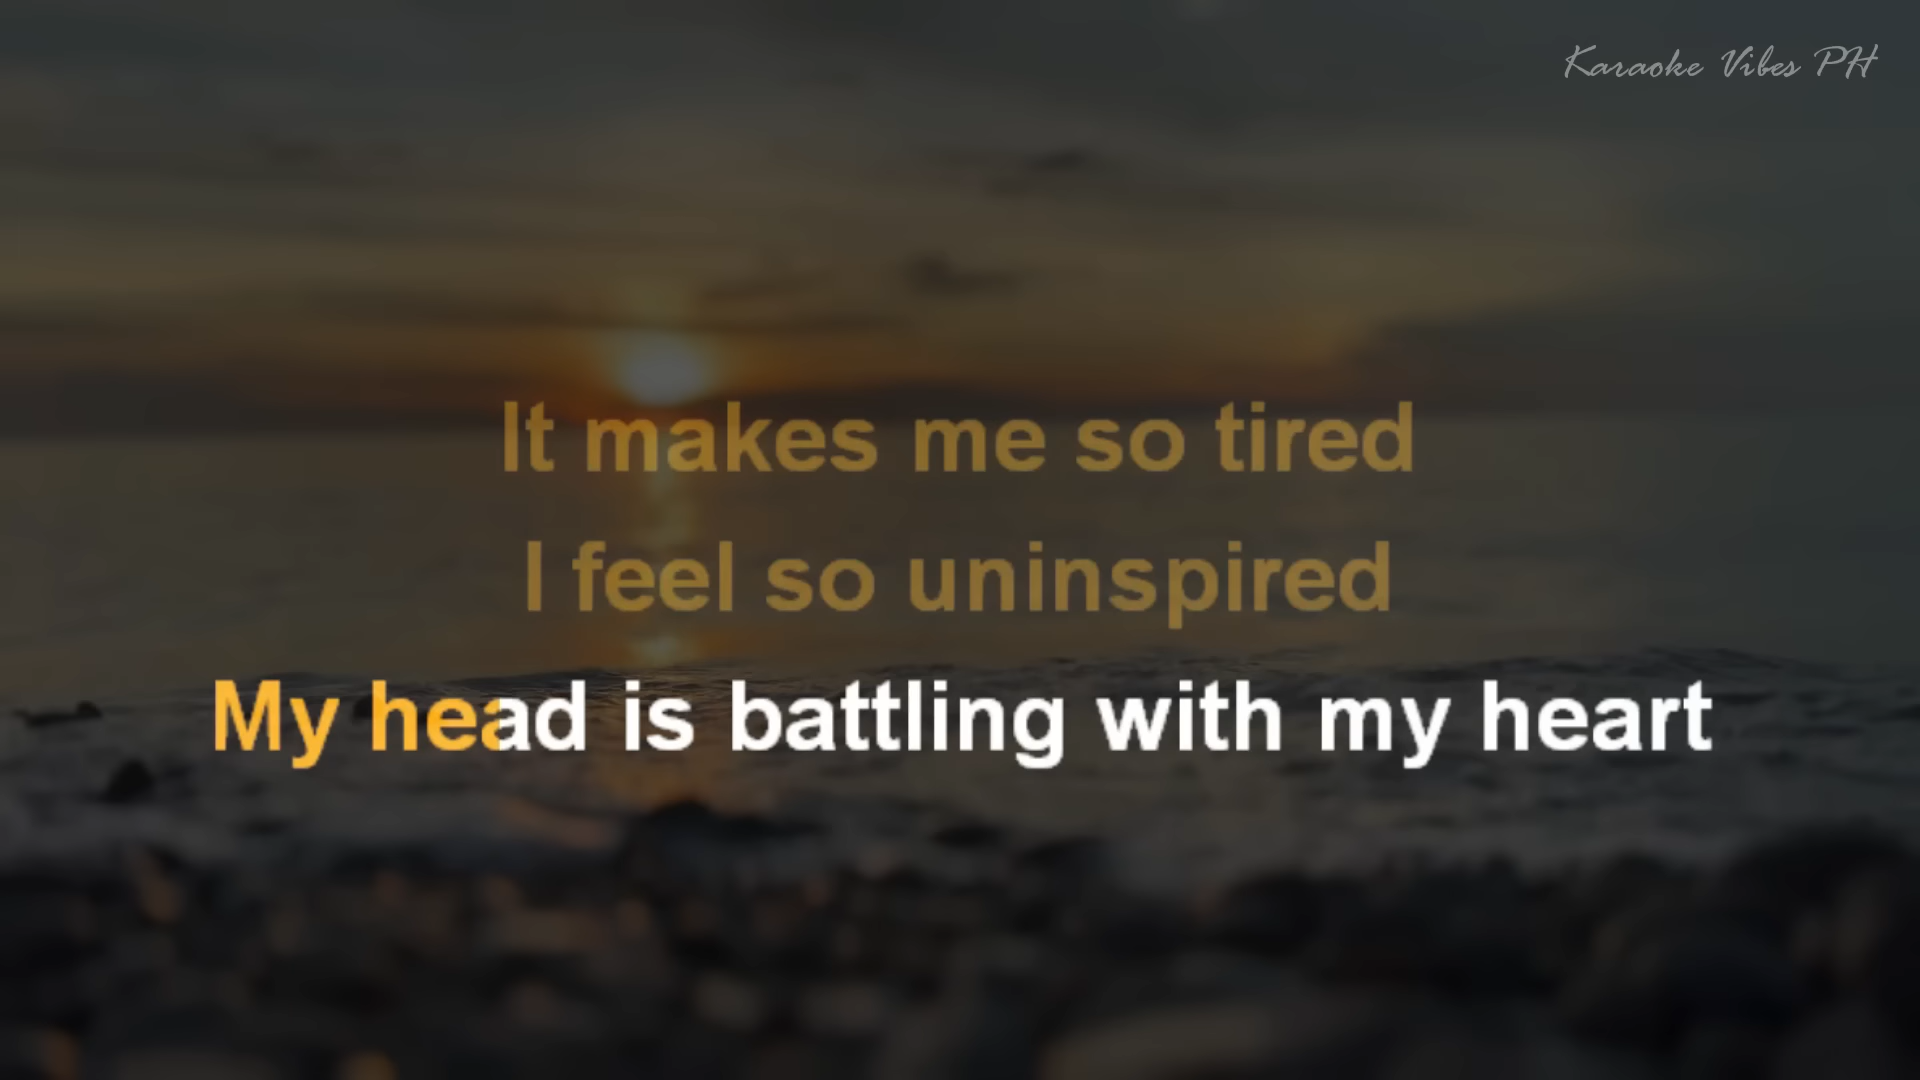 Karaoke Vibes PH
It makes me so tired
I feel so uninspired
My head is battling with my heart